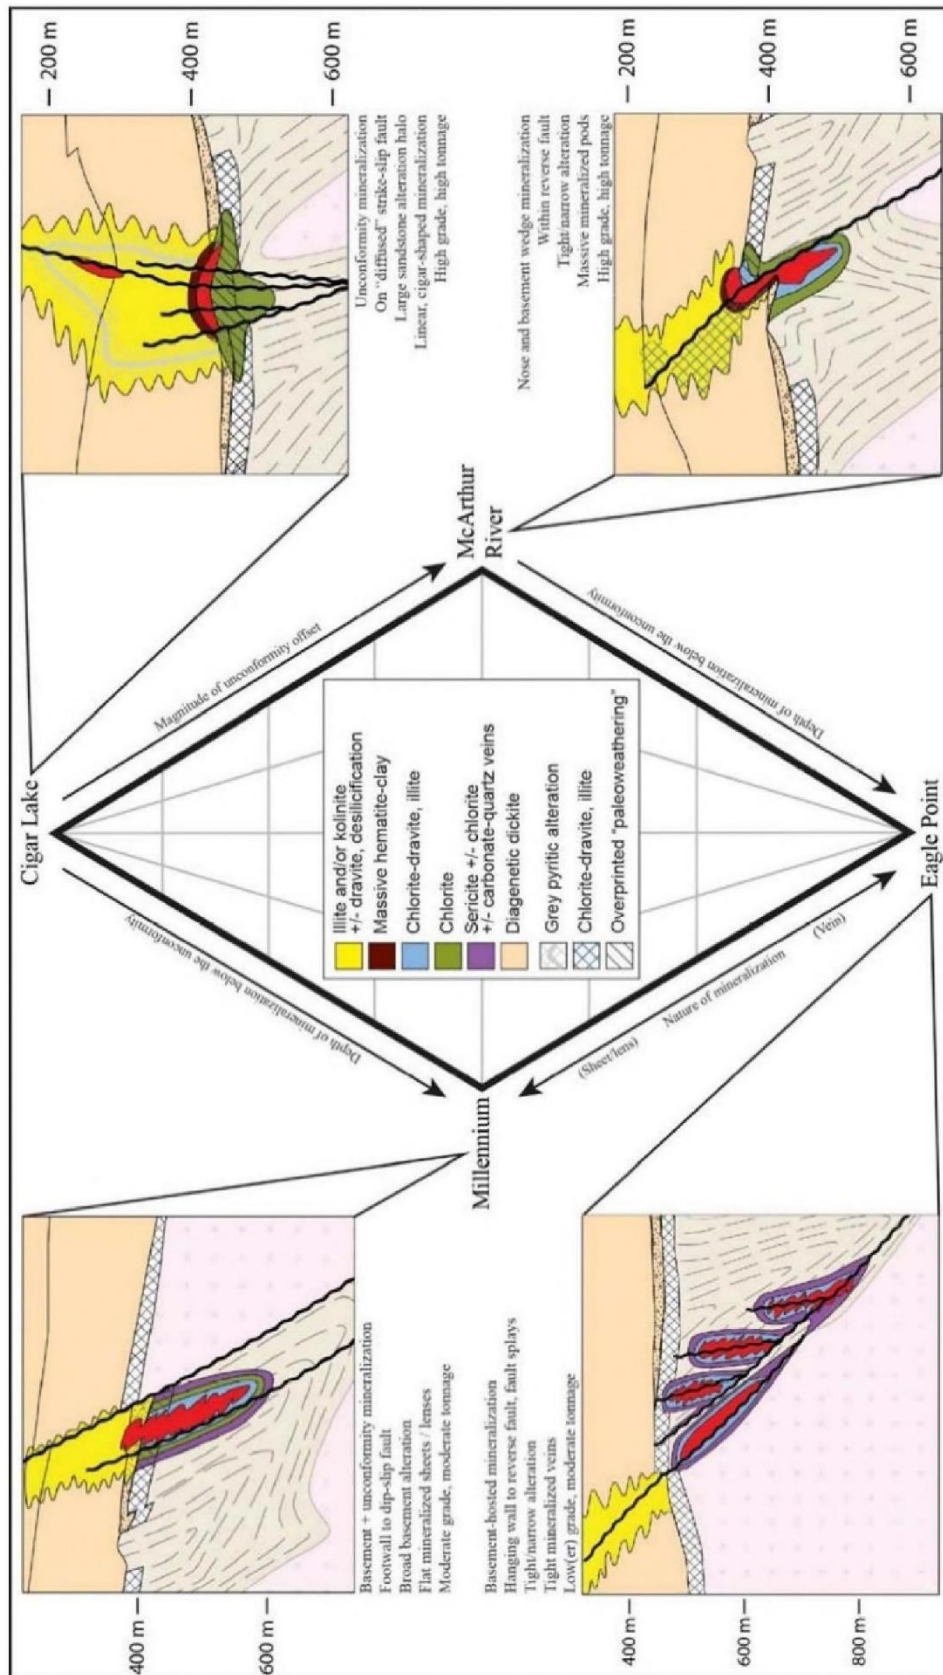 Cigar Lake
McArthur
River
Eagle Point
Millennium
Magnitude of unconformity offset
Depth of mineralization below the unconformity
Depth of mineralization below the unconformity
(Sheet/lens)
Nature of mineralization
(Vein)
Illite and/or kolinite
+/- dravite, desilicification
Massive hematite-clay
Chlorite-dravite, illite
Chlorite
Sericite +/- chlorite
+/- carbonate-quartz veins
Diagenetic dickite
Grey pyritic alteration
Chlorite-dravite, illite
Overprinted "paleoweathering"
400 m
600 m
Basement + unconformity mineralization
Footwall to dip-slip fault
Broad basement alteration
Flat mineralized sheets / lenses
Moderate grade, moderate tonnage
200 m
400 m
600 m
Unconformity mineralization
On "diffused" strike-slip fault
Large sandstone alteration halo
Linear, cigar-shaped mineralization
High grade, high tonnage
Basement-hosted mineralization
Hanging wall to reverse fault, fault splays
Tight/narrow alteration
Tight mineralized veins
Low(er) grade, moderate tonnage
400 m
600 m
800 m
Nose and basement wedge mineralization
Within reverse fault
Tight/narrow alteration
Massive mineralized pods
High grade, high tonnage
200 m
400 m
600 m